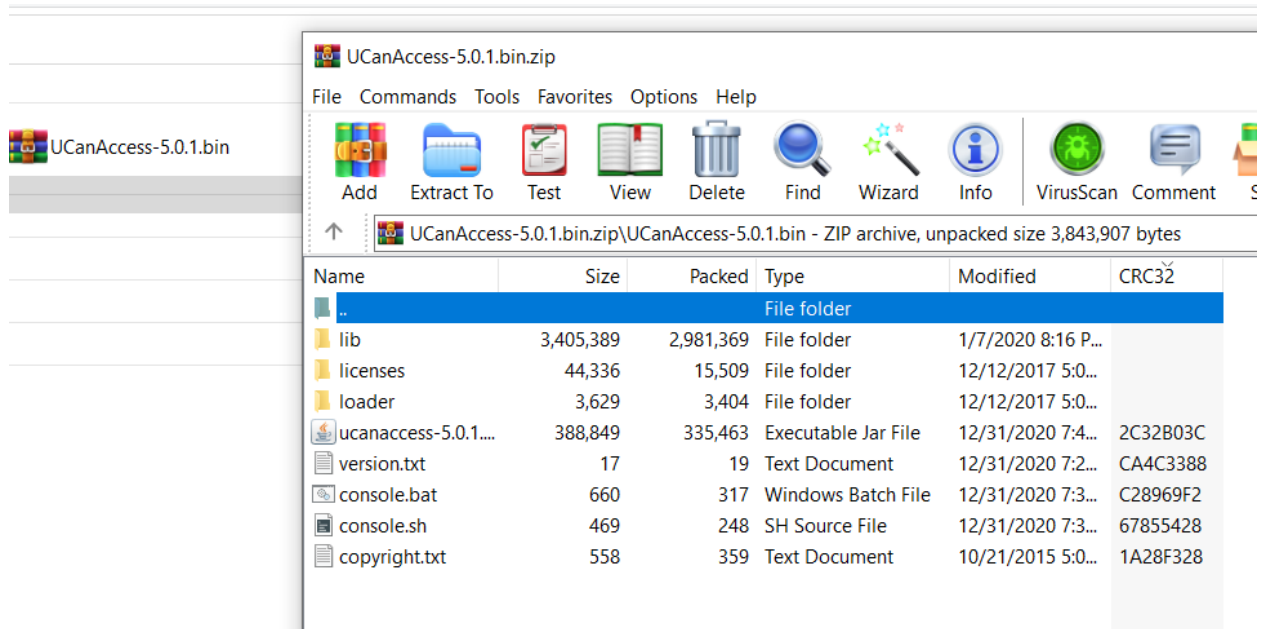 UCanAccess-5.0.1.bin.zip
File Commands Tools Favorites Options Help
UCanAccess-5.0.1.bin
Add Extract To Test View Delete Find Wizard Info VirusScan Comment S
UCanAccess-5.0.1.bin.zip\UCanAccess-5.0.1.bin - ZIP archive, unpacked size 3,843,907 bytes
Name Size Packed Type Modified CRC32
.. File folder
lib 3,405,389 2,981,369 File folder 1/7/2020 8:16 P...
licenses 44,336 15,509 File folder 12/12/2017 5:0...
loader 3,629 3,404 File folder 12/12/2017 5:0...
ucanaccess-5.0.1.... 388,849 335,463 Executable Jar File 12/31/2020 7:4... 2C32B03C
version.txt 17 19 Text Document 12/31/2020 7:2... CA4C3388
console.bat 660 317 Windows Batch File 12/31/2020 7:3... C28969F2
console.sh 469 248 SH Source File 12/31/2020 7:3... 67855428
copyright.txt 558 359 Text Document 10/21/2015 5:0... 1A28F328